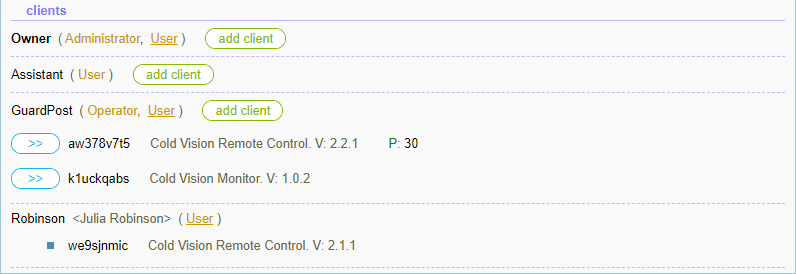 clients
Owner ( Administrator, User ) add client
Assistant ( User ) add client
GuardPost ( Operator, User ) add client
>> aw378v7t5 Cold Vision Remote Control. V: 2.2.1 P: 30
>> k1uckqabs Cold Vision Monitor. V: 1.0.2
Robinson <Julia Robinson> ( User )
we9sjnmic Cold Vision Remote Control. V: 2.1.1